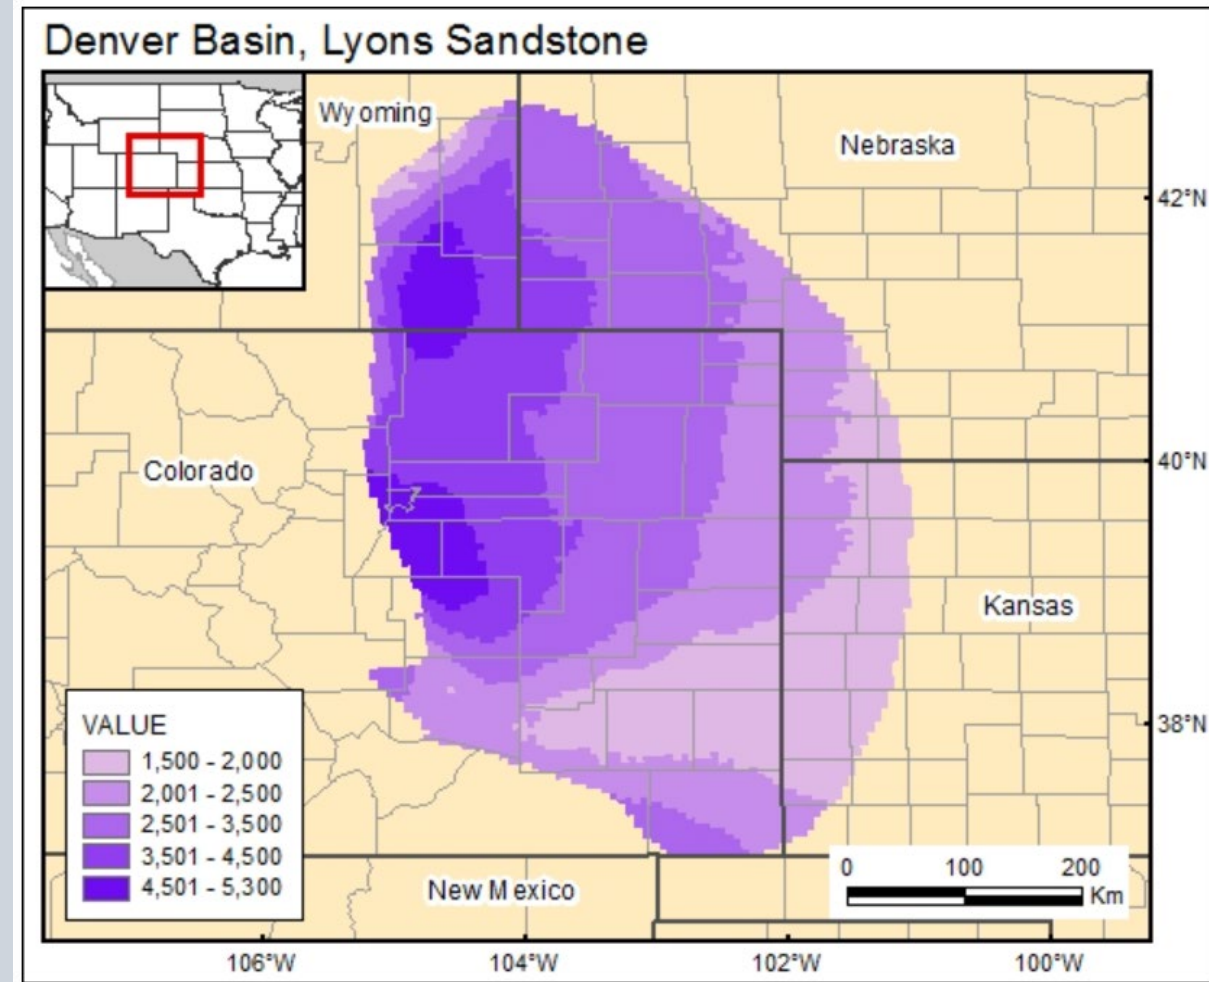 Denver Basin, Lyons Sandstone
Wyoming
Nebraska
42°N
Colorado
40°N
Kansas
38°N
VALUE
1,500 - 2,000
2,001 - 2,500
2,501 - 3,500
3,501 - 4,500
4,501 - 5,300
New Mexico
0 100 200
Km
106°W 104°W 102°W 100°W